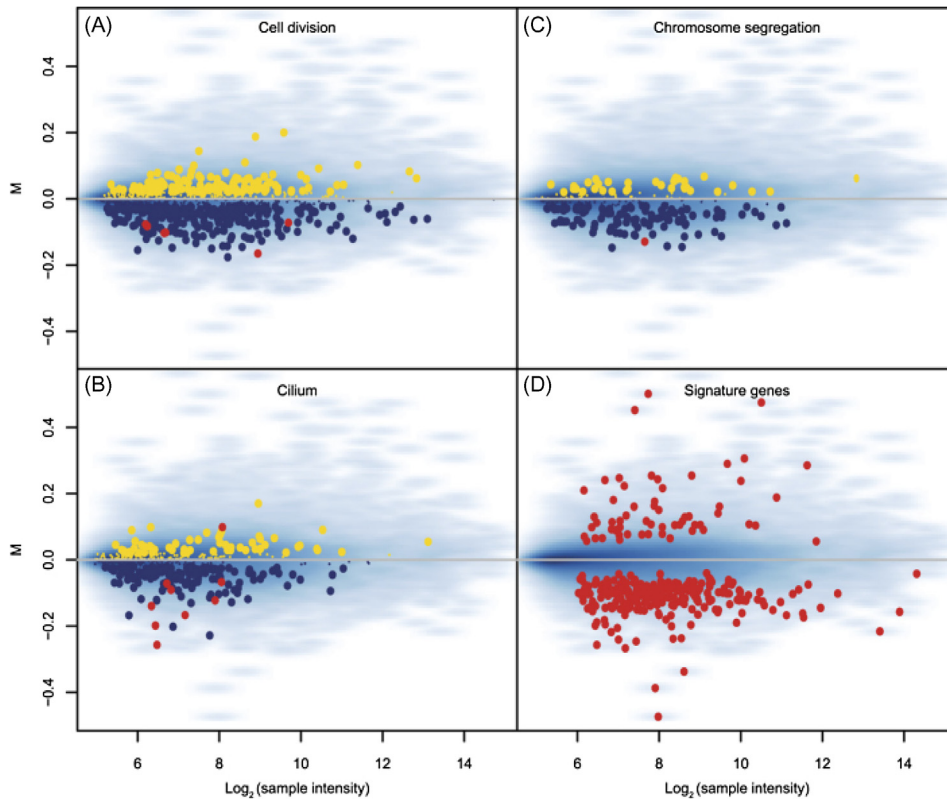 (A) Cell division
(C) Chromosome segregation
M
0.4
0.2
0.0
−0.2
−0.4
(B) Cilium
(D) Signature genes
M
0.4
0.2
0.0
−0.2
−0.4
6 8 10 12 14
6 8 10 12 14
Log2 (sample intensity)
Log2 (sample intensity)